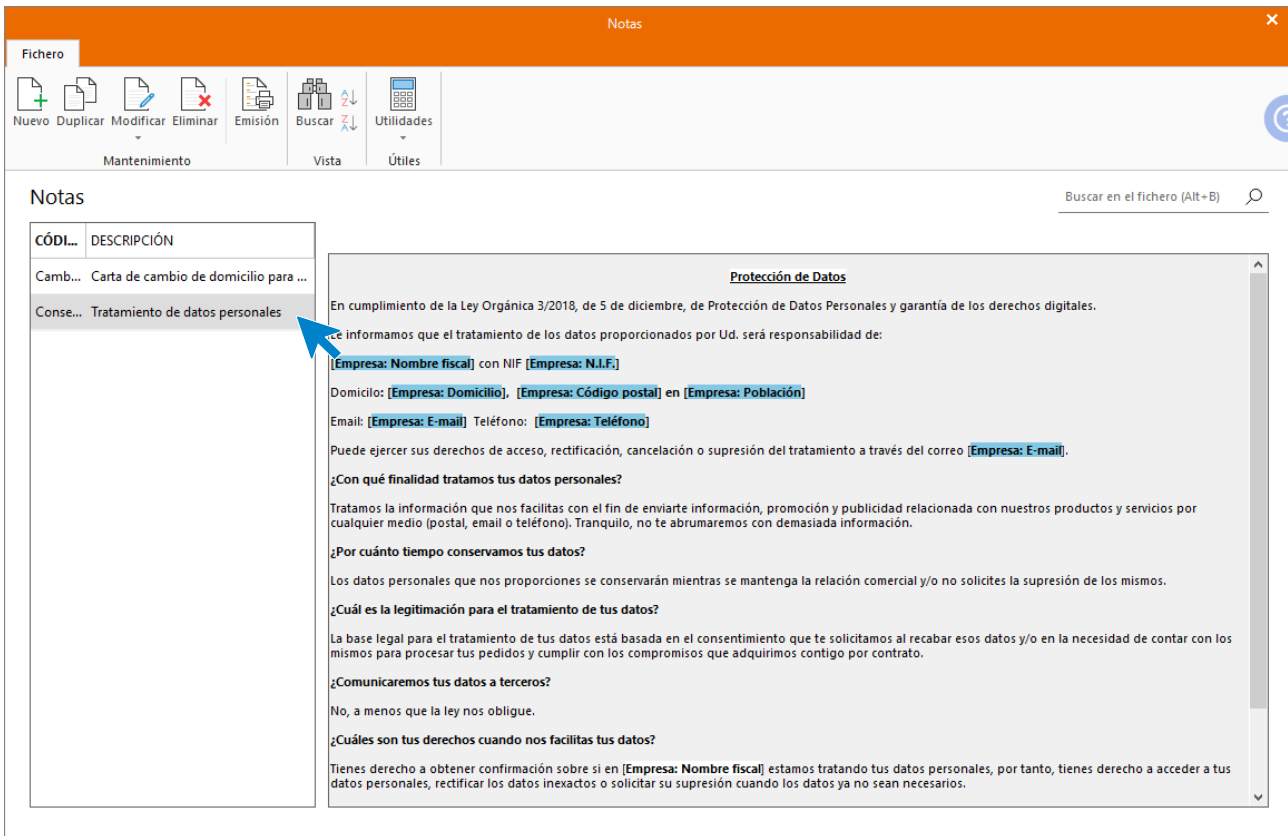 Notas
Fichero
Nuevo Duplicar Modificar Eliminar Emisión Buscar Utilidades
Mantenimiento Vista Útiles
Notas
Buscar en el fichero (Alt+B)
CÓDI... DESCRIPCIÓN
Camb... Carta de cambio de domicilio para ...
Conse... Tratamiento de datos personales
Protección de Datos
En cumplimiento de la Ley Orgánica 3/2018, de 5 de diciembre, de Protección de Datos Personales y garantía de los derechos digitales.
Le informamos que el tratamiento de los datos proporcionados por Ud. será responsabilidad de:
[Empresa: Nombre fiscal] con NIF [Empresa: N.I.F.]
Domicilo: [Empresa: Domicilio], [Empresa: Código postal] en [Empresa: Población]
Email: [Empresa: E-mail] Teléfono: [Empresa: Teléfono]
Puede ejercer sus derechos de acceso, rectificación, cancelación o supresión del tratamiento a través del correo [Empresa: E-mail].
¿Con qué finalidad tratamos tus datos personales?
Tratamos la información que nos facilitas con el fin de enviarte información, promoción y publicidad relacionada con nuestros productos y servicios por
cualquier medio (postal, email o teléfono). Tranquilo, no te abrumaremos con demasiada información.
¿Por cuánto tiempo conservamos tus datos?
Los datos personales que nos proporciones se conservarán mientras se mantenga la relación comercial y/o no solicites la supresión de los mismos.
¿Cuál es la legitimación para el tratamiento de tus datos?
La base legal para el tratamiento de tus datos está basada en el consentimiento que te solicitamos al recabar esos datos y/o en la necesidad de contar con los
mismos para procesar tus pedidos y cumplir con los compromisos que adquirimos contigo por contrato.
¿Comunicaremos tus datos a terceros?
No, a menos que la ley nos obligue.
¿Cuáles son tus derechos cuando nos facilitas tus datos?
Tienes derecho a obtener confirmación sobre si en [Empresa: Nombre fiscal] estamos tratando tus datos personales, por tanto, tienes derecho a acceder a tus
datos personales, rectificar los datos inexactos o solicitar su supresión cuando los datos ya no sean necesarios.